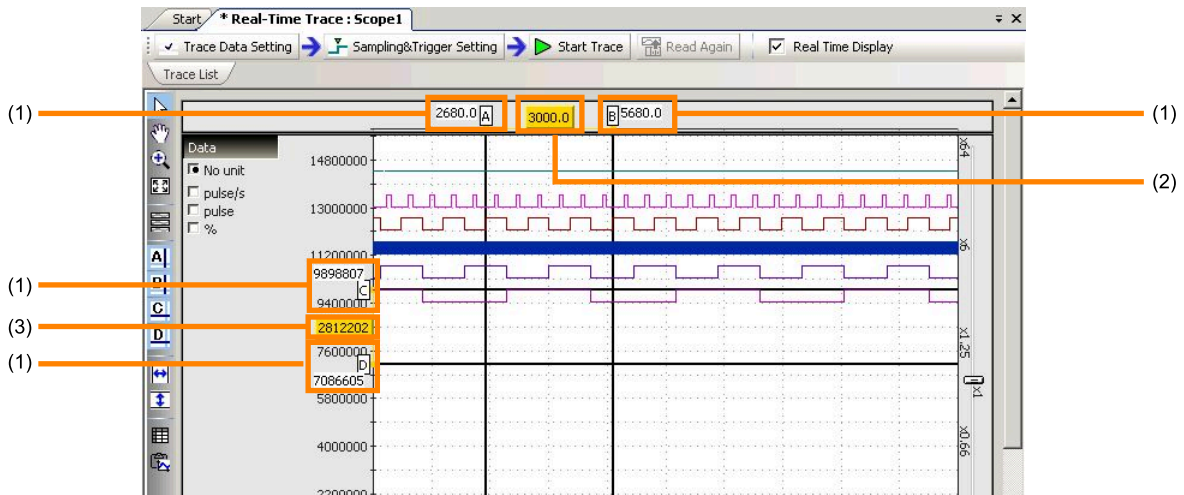 Start * Real-Time Trace : Scope1
Trace Data Setting Sampling&Trigger Setting Start Trace Read Again Real Time Display
Trace List
(1) 2680.0 A 3000.0 B 5680.0 (1)
Data
No unit
pulse/s
pulse
%
(2)
14800000
13000000
11200000
9898807
(1) C
9400000
(3) 2812202
7600000
(1) D
7086605
5800000
4000000
2200000
A
B
C
D
x64
x6
x1.25
x1
x0.66